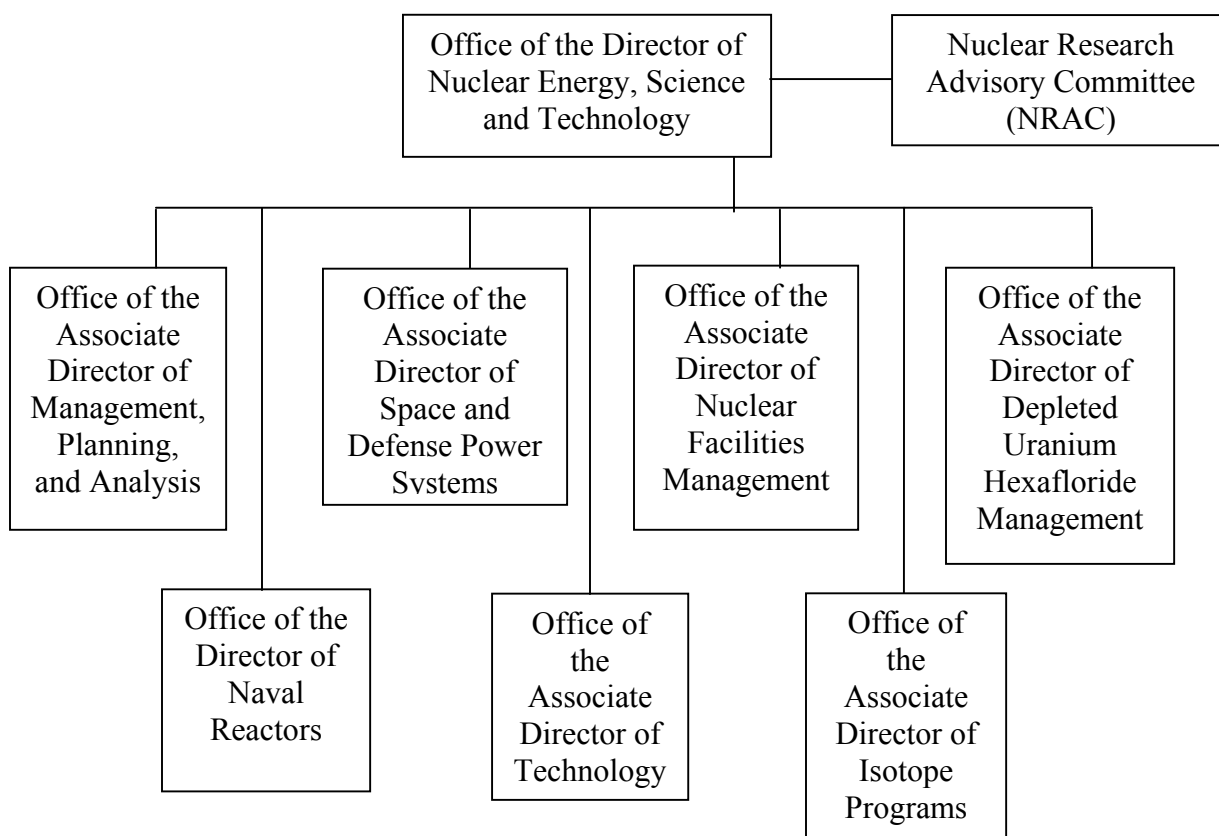 Office of the Director of
Nuclear Energy, Science
and Technology
Nuclear Research
Advisory Committee
(NRAC)
Office of the
Associate
Director of
Management,
Planning,
and Analysis
Office of the
Associate
Director of
Space and
Defense Power
Systems
Office of the
Associate
Director of
Nuclear
Facilities
Management
Office of the
Associate
Director of
Depleted
Uranium
Hexafloride
Management
Office of the
Director of
Naval
Reactors
Office of
the
Associate
Director of
Technology
Office of
the
Associate
Director of
Isotope
Programs